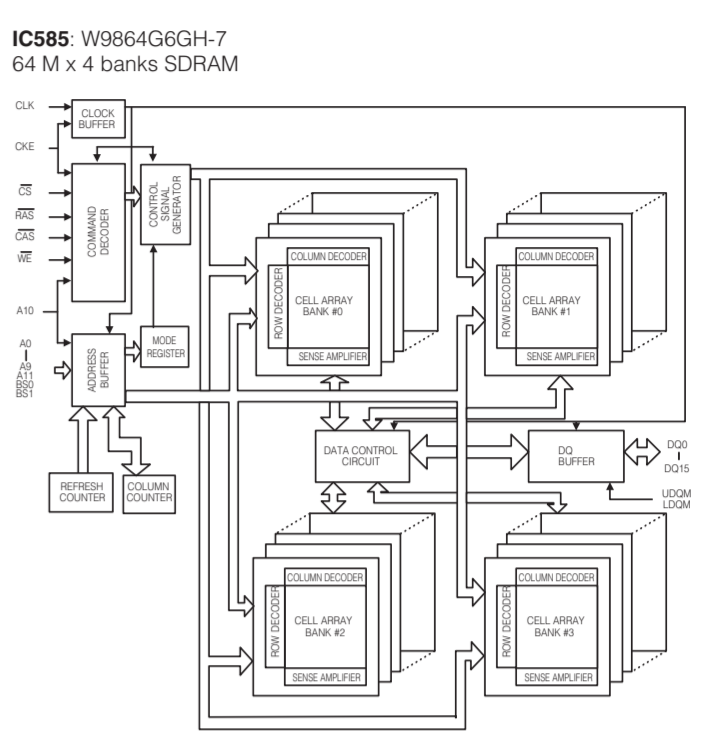 IC585: W9864G6GH-7
64 M x 4 banks SDRAM
CLK
CKE
CS
RAS
CAS
WE
A10
A0
A9
A11
BS0
BS1
CLOCK
BUFFER
COMMAND
DECODER
CONTROL
SIGNAL
GENERATOR
ADDRESS
BUFFER
MODE
REGISTER
REFRESH
COUNTER
COLUMN
COUNTER
COLUMN DECODER
ROW DECODER
CELL ARRAY
BANK #0
SENSE AMPLIFIER
COLUMN DECODER
ROW DECODER
CELL ARRAY
BANK #1
SENSE AMPLIFIER
DATA CONTROL
CIRCUIT
DQ
BUFFER
DQ0
DQ15
UDQM
LDQM
COLUMN DECODER
ROW DECODER
CELL ARRAY
BANK #2
SENSE AMPLIFIER
COLUMN DECODER
ROW DECODER
CELL ARRAY
BANK #3
SENSE AMPLIFIER